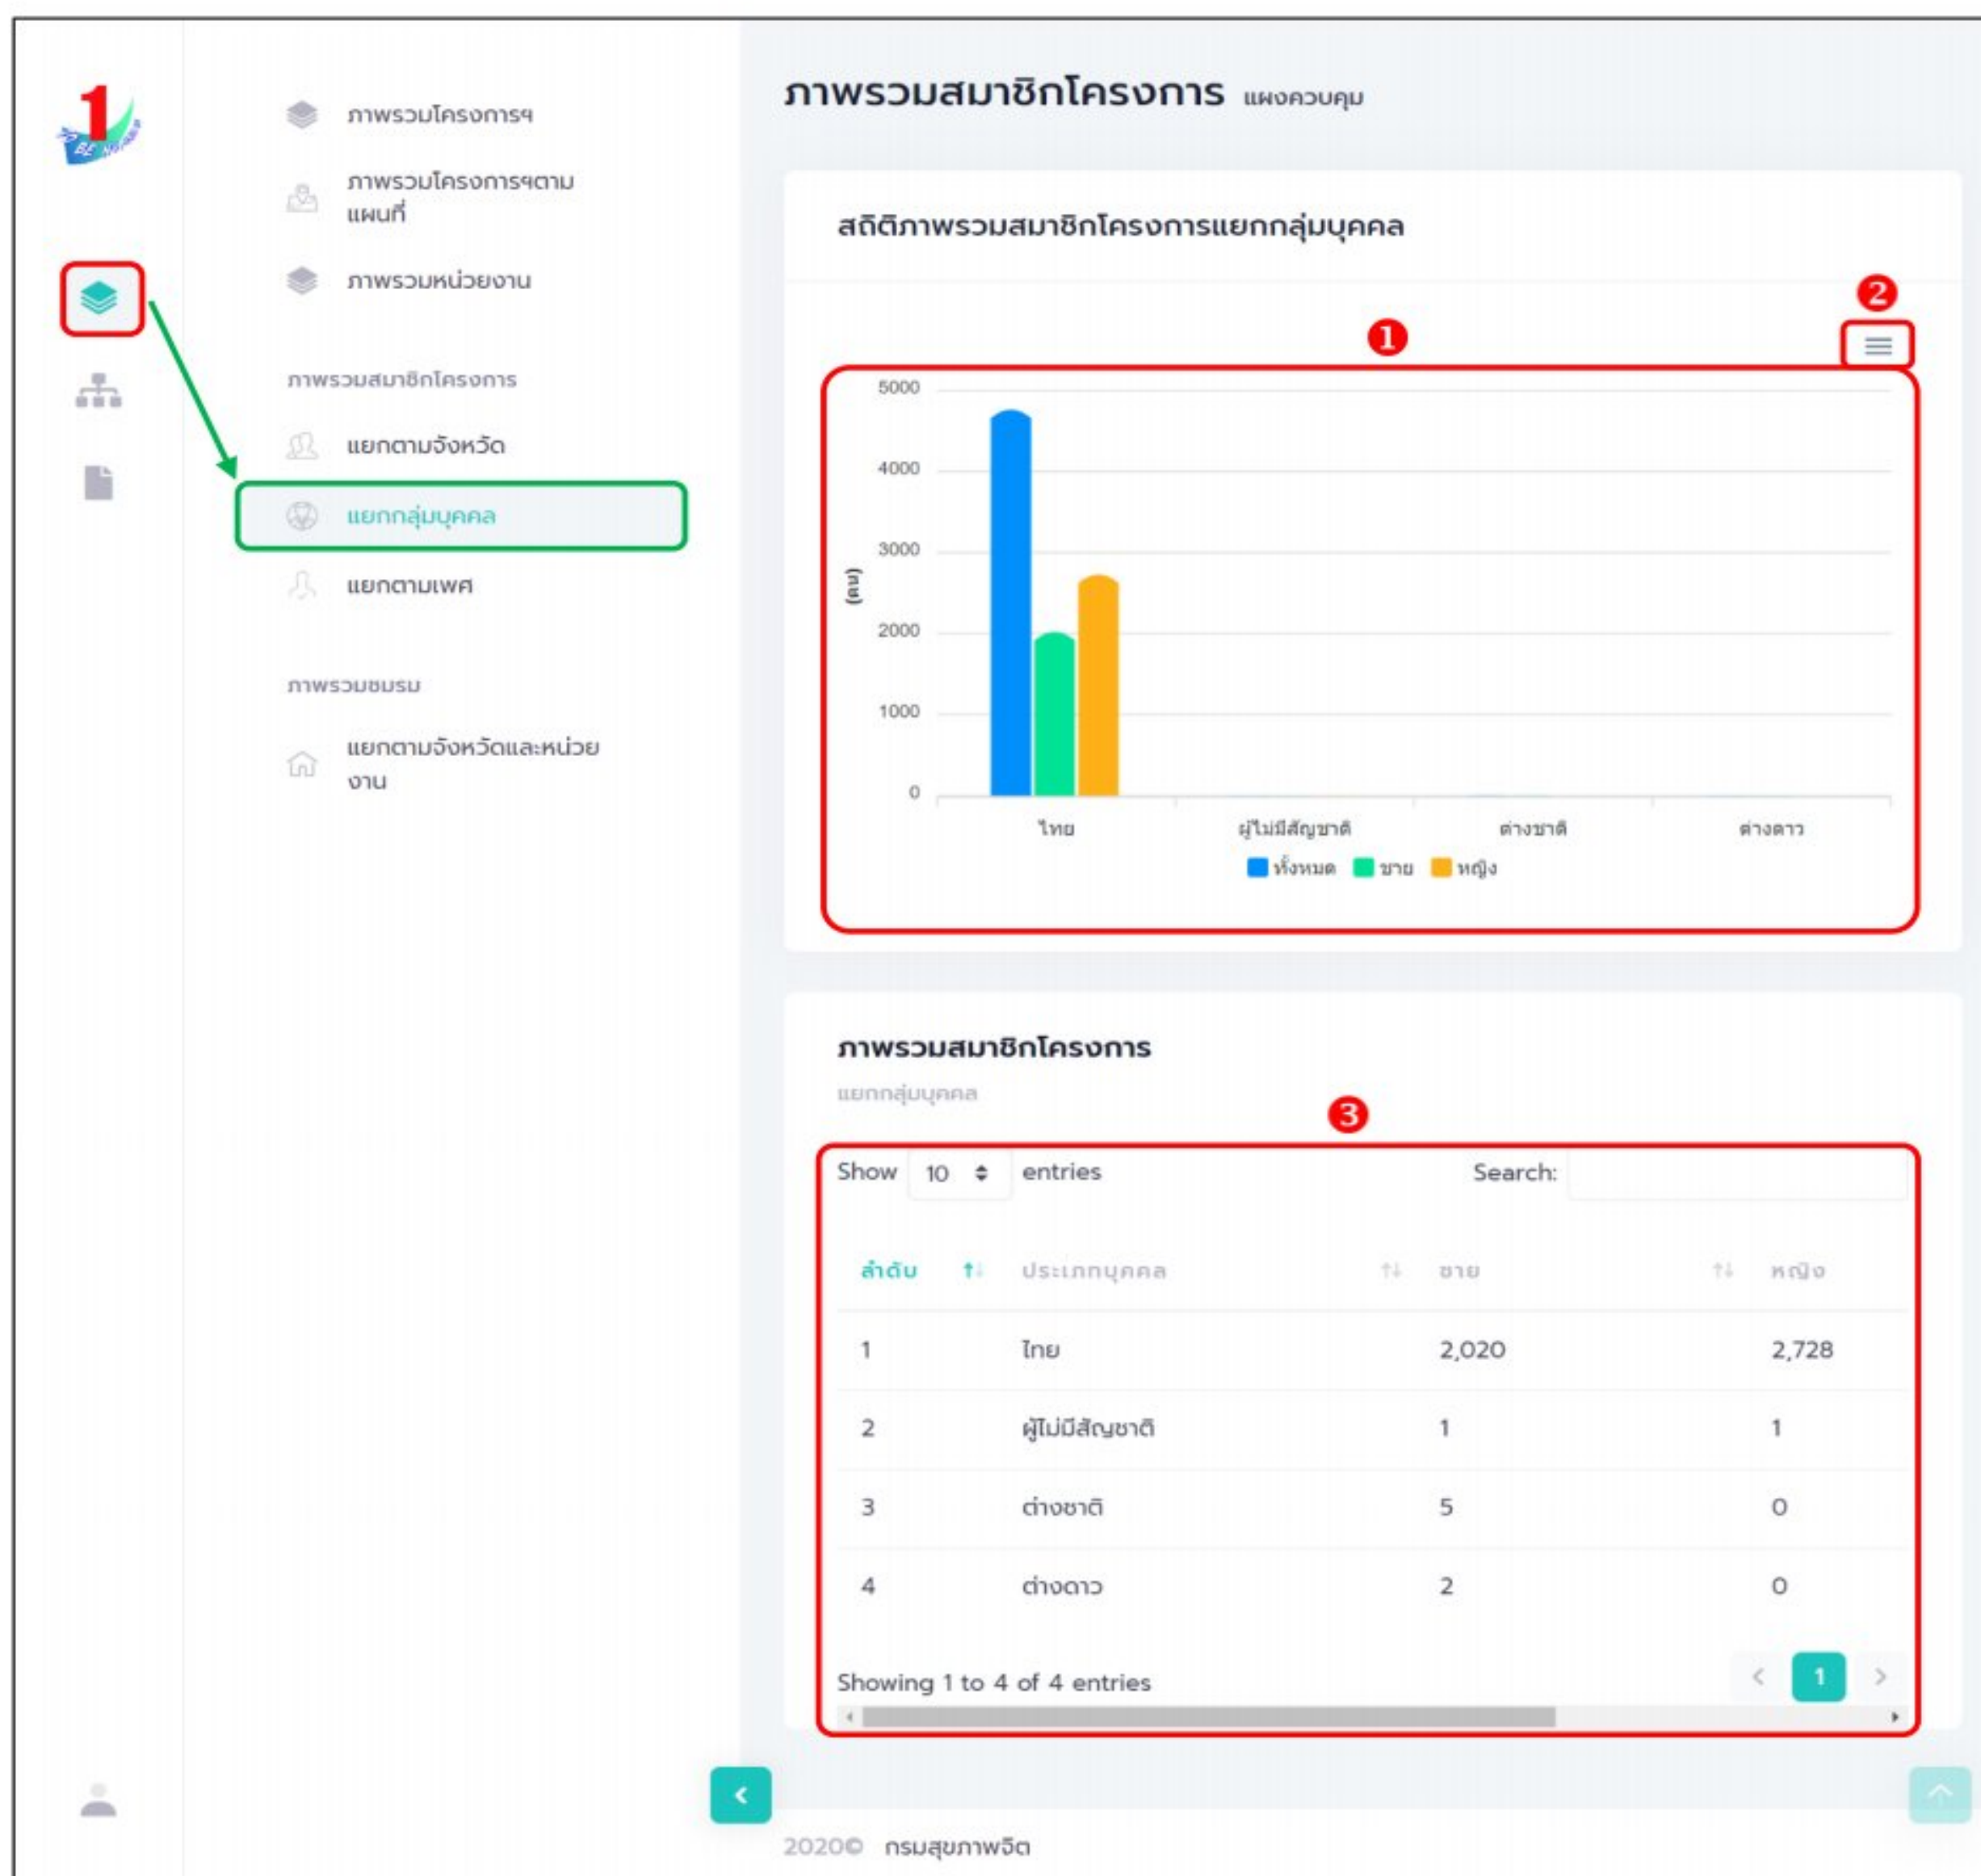 1
ภาพรวมโครงการฯ
ภาพรวมโครงการฯตาม
แผนที่
ภาพรวมหน่วยงาน
ภาพรวมสมาชิกโครงการ
แยกตามจังหวัด
แยกกลุ่มบุคคล
แยกตามเพศ
ภาพรวมชมรม
แยกตามจังหวัดและหน่วย
งาน
ภาพรวมสมาชิกโครงการ แผงควบคุม
สถิติภาพรวมสมาชิกโครงการแยกกลุ่มบุคคล
❷
❶
5000
4000
3000
2000
1000
0
(คน)
ไทย ผู้ไม่มีสัญชาติ ต่างชาติ ต่างดาว
ทั้งหมด ชาย หญิง
ภาพรวมสมาชิกโครงการ
แยกกลุ่มบุคคล
❸
Show 10 entries Search:
ลำดับ ประเภทบุคคล ชาย หญิง
1 ไทย 2,020 2,728
2 ผู้ไม่มีสัญชาติ 1 1
3 ต่างชาติ 5 0
4 ต่างดาว 2 0
Showing 1 to 4 of 4 entries < 1 >
2020© กรมสุขภาพจิต